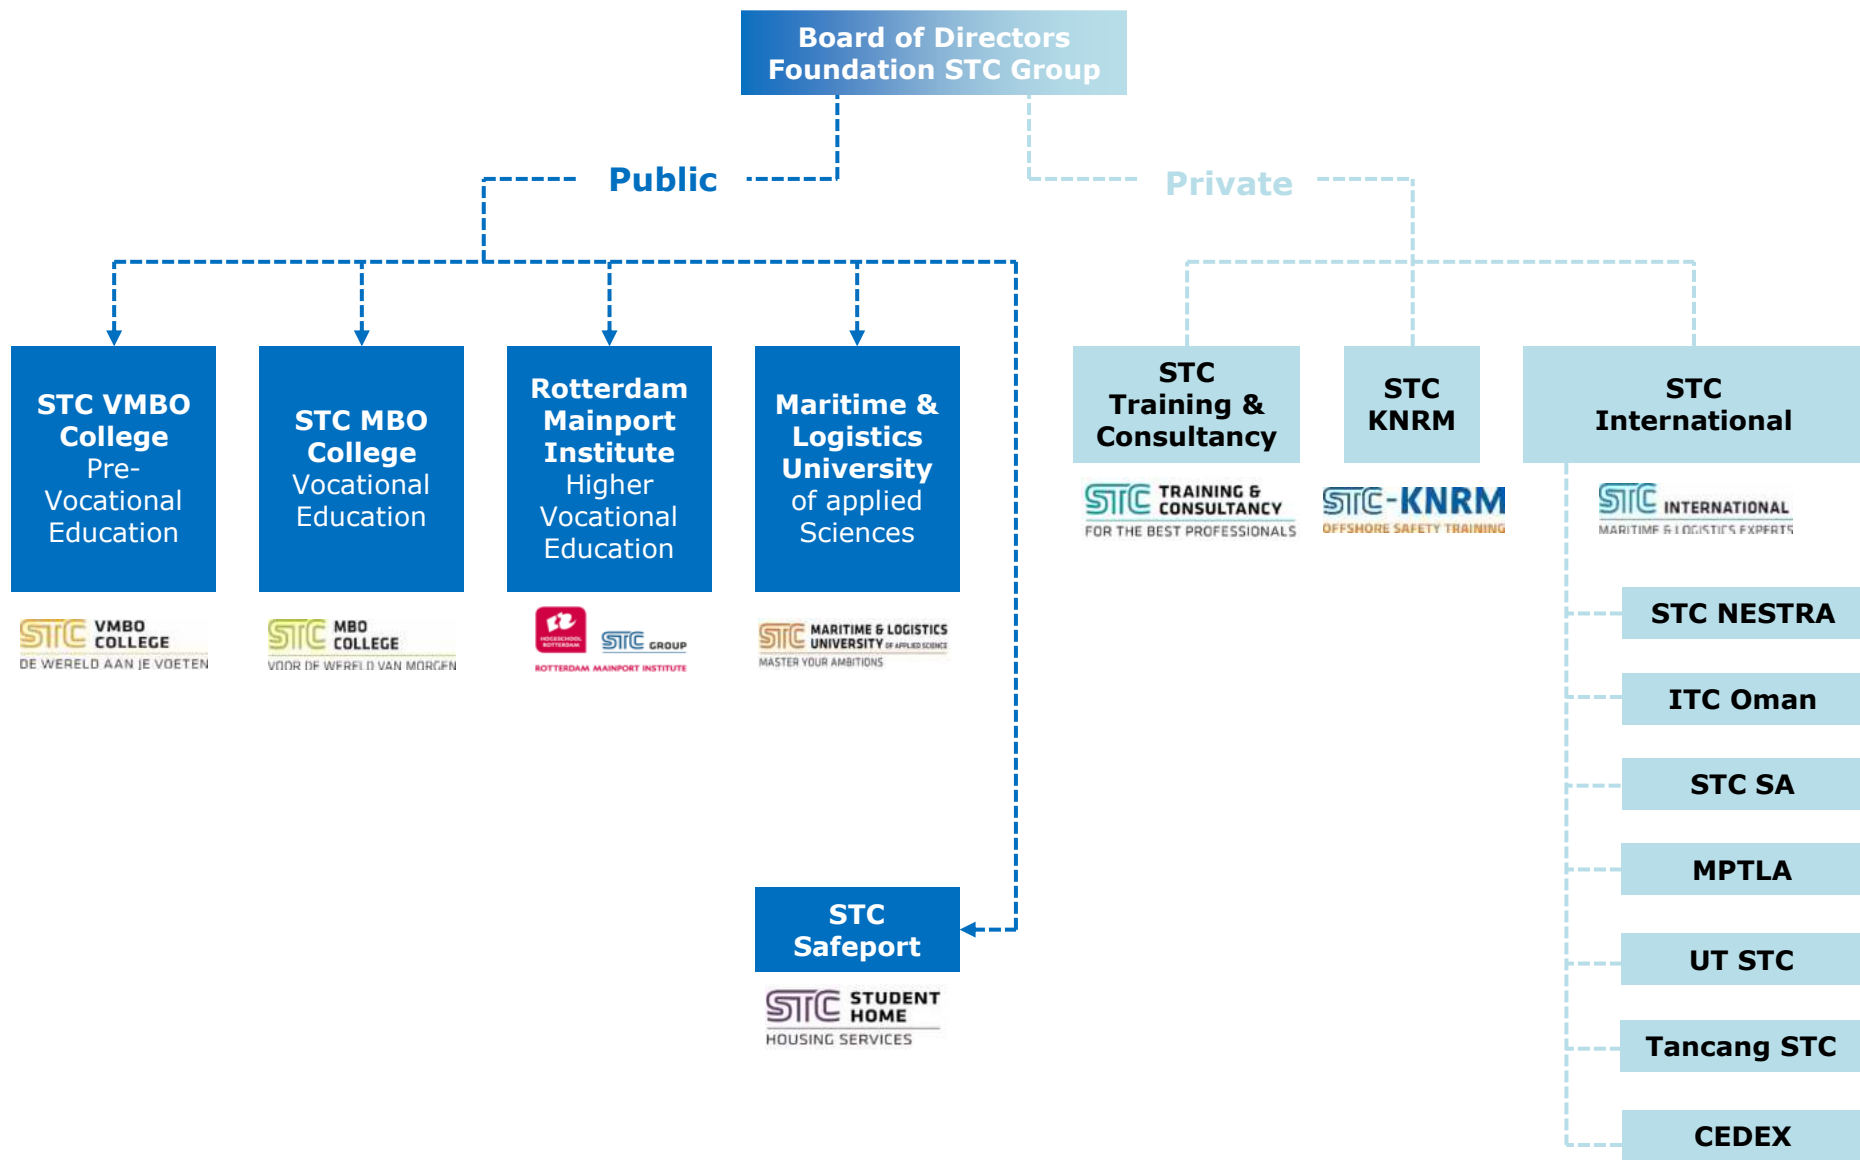 Board of Directors
Foundation STC Group
Public
Private
STC VMBO
College
Pre-
Vocational
Education
STC MBO
College
Vocational
Education
Rotterdam
Mainport
Institute
Higher
Vocational
Education
Maritime &
Logistics
University
of applied
Sciences
STC
Training &
Consultancy
STC
KNRM
STC
International
STC TRAINING &
CONSULTANCY
FOR THE BEST PROFESSIONALS
STC-KNRM
OFFSHORE SAFETY TRAINING
STC INTERNATIONAL
MARITIME & LOGISTICS EXPERTS
STC VMBO
COLLEGE
DE WERELD AAN JE VOETEN
STC MBO
COLLEGE
VOOR DE WERELD VAN MORGEN
HOGESCHOOL
ROTTERDAM
STC GROUP
ROTTERDAM MAINPORT INSTITUTE
STC MARITIME & LOGISTICS
UNIVERSITY OF APPLIED SCIENCE
MASTER YOUR AMBITIONS
STC NESTRA
ITC Oman
STC SA
MPTLA
STC
Safeport
STC STUDENT
HOME
HOUSING SERVICES
UT STC
Tancang STC
CEDEX